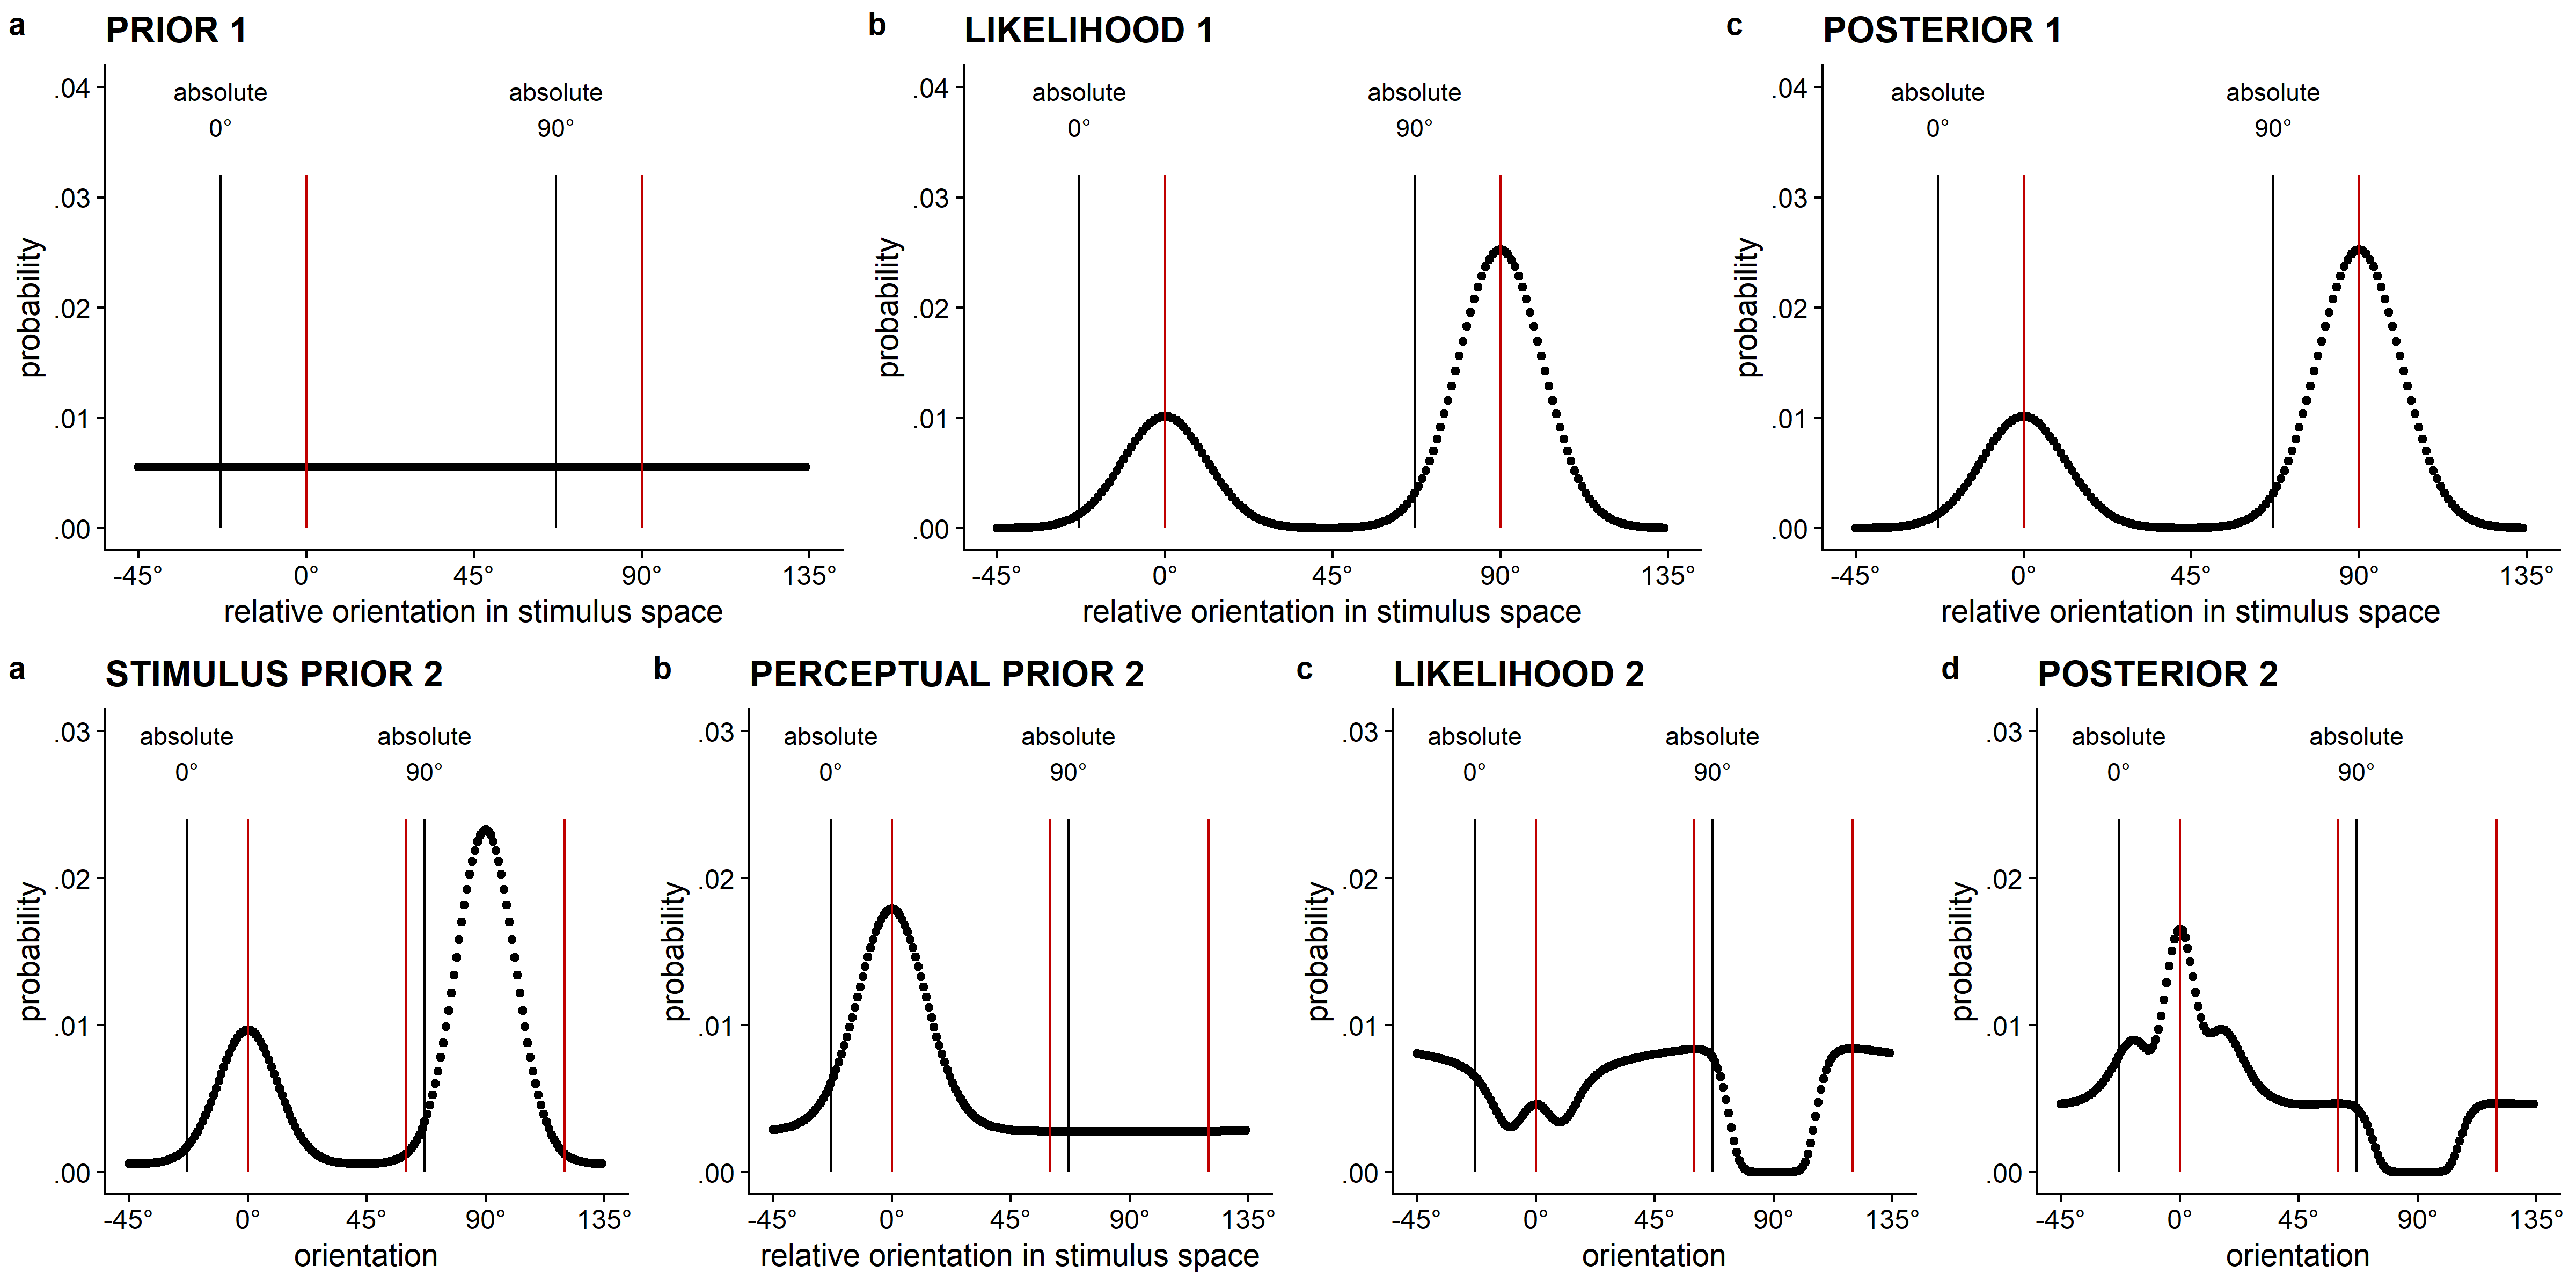 a PRIOR 1
absolute 0°
absolute 90°
.04
.03
.02
.01
.00
probability
-45° 0° 45° 90° 135°
relative orientation in stimulus space
b LIKELIHOOD 1
absolute 0°
absolute 90°
.04
.03
.02
.01
.00
probability
-45° 0° 45° 90° 135°
relative orientation in stimulus space
c POSTERIOR 1
absolute 0°
absolute 90°
.04
.03
.02
.01
.00
probability
-45° 0° 45° 90° 135°
relative orientation in stimulus space
a STIMULUS PRIOR 2
absolute 0°
absolute 90°
.03
.02
.01
.00
probability
-45° 0° 45° 90° 135°
orientation
b PERCEPTUAL PRIOR 2
absolute 0°
absolute 90°
.03
.02
.01
.00
probability
-45° 0° 45° 90° 135°
relative orientation in stimulus space
c LIKELIHOOD 2
absolute 0°
absolute 90°
.03
.02
.01
.00
probability
-45° 0° 45° 90° 135°
orientation
d POSTERIOR 2
absolute 0°
absolute 90°
.03
.02
.01
.00
probability
-45° 0° 45° 90° 135°
orientation